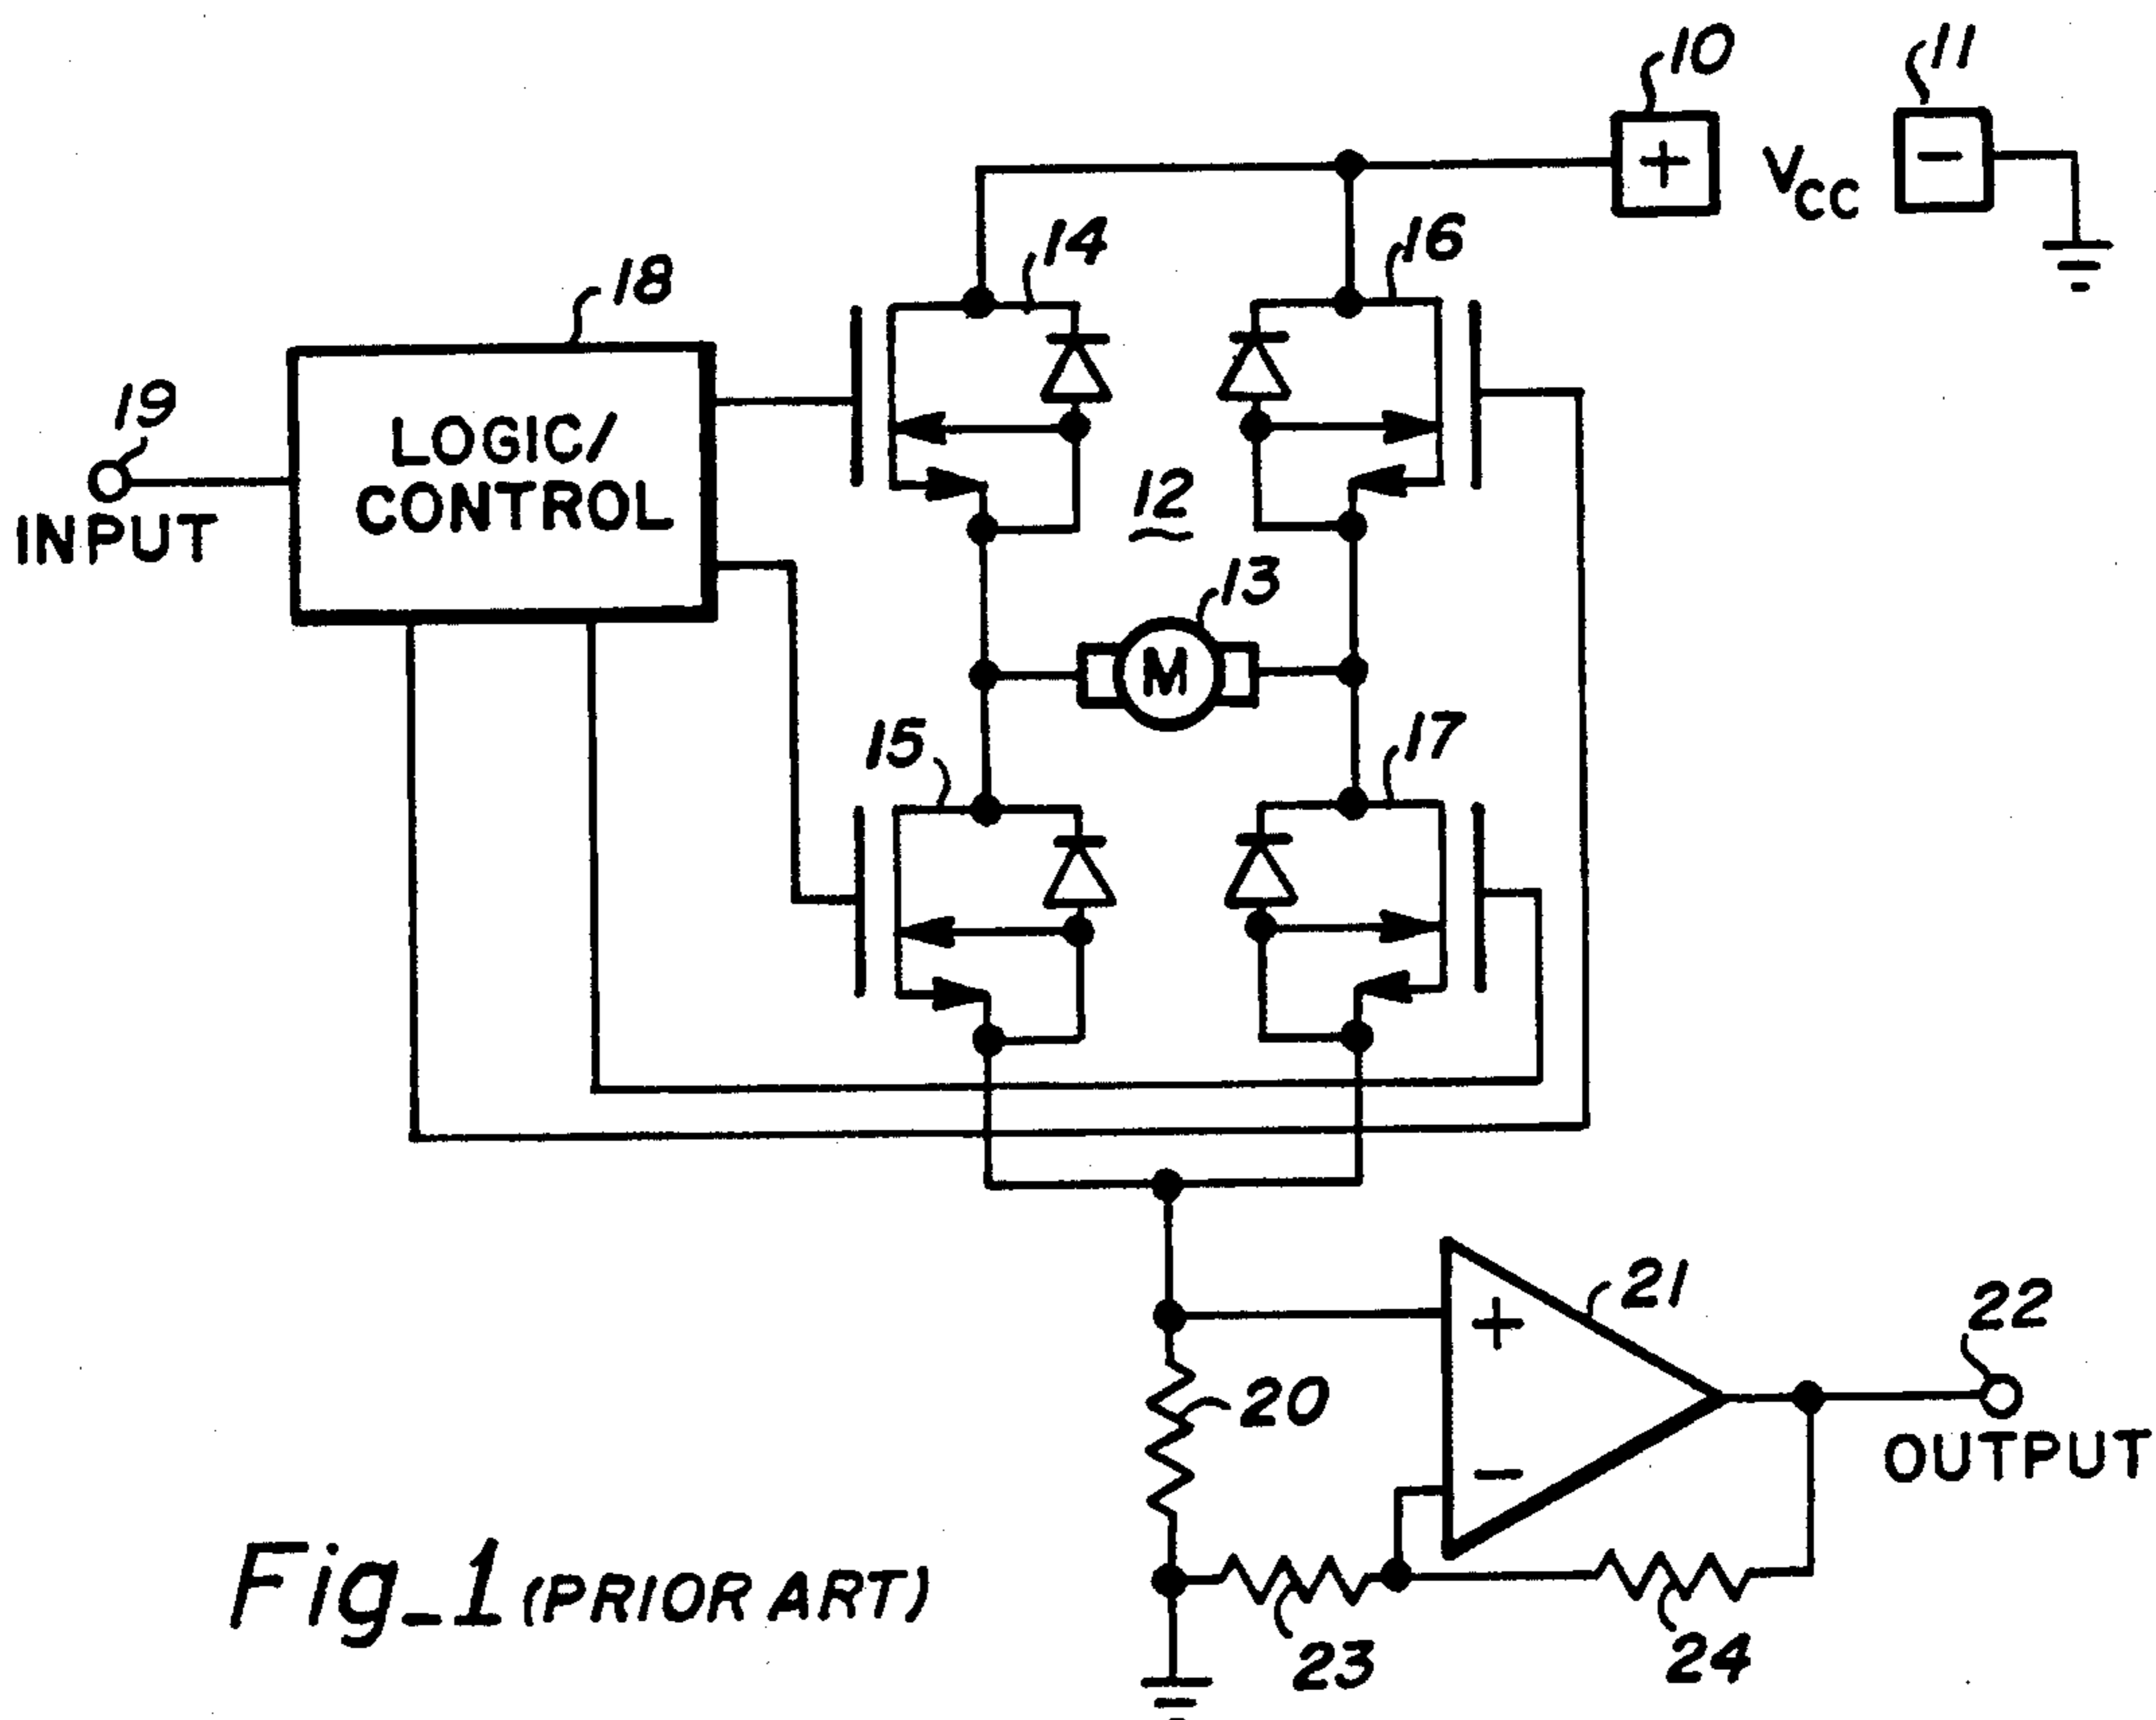 10
11
+
VCC
−
14
16
18
19
LOGIC/
CONTROL
INPUT
12
13
M
15
17
21
22
+
20
−
OUTPUT
Fig_1 (PRIOR ART)
23
24